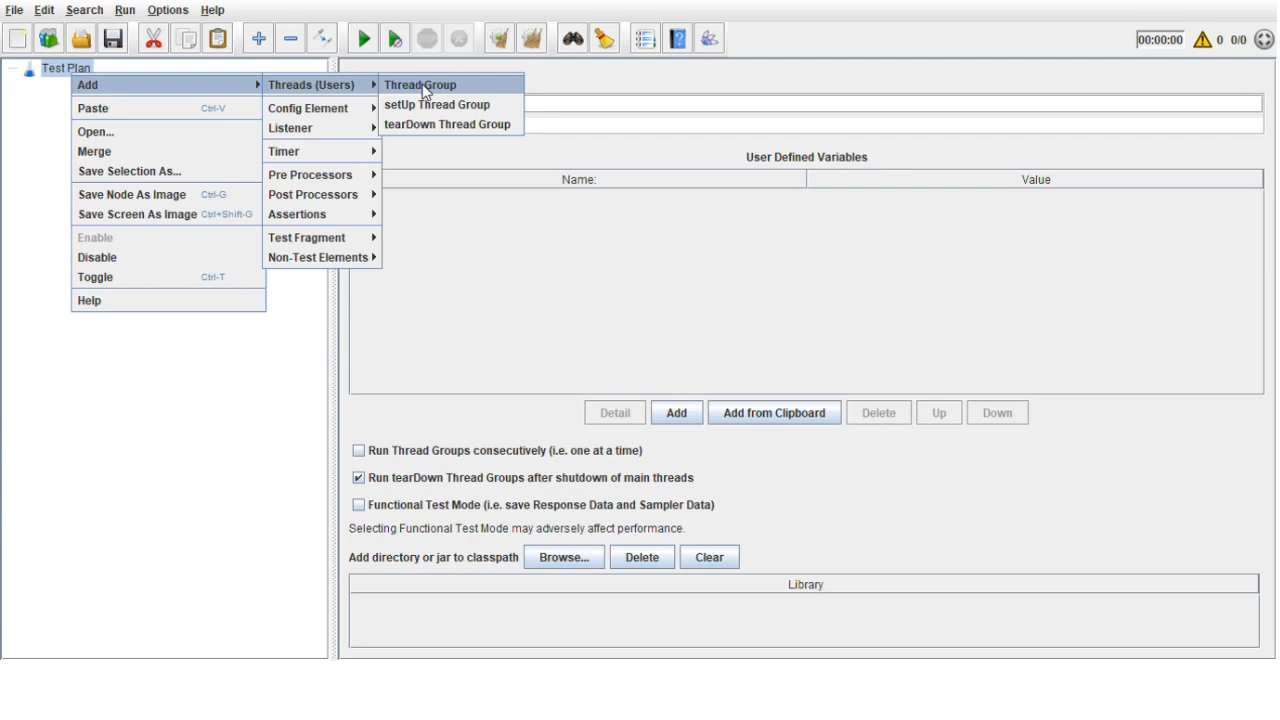 File Edit Search Run Options Help
00:00:00 0 0/0
Test Plan
Add
Paste Ctrl-V
Open...
Merge
Save Selection As...
Save Node As Image Ctrl-G
Save Screen As Image Ctrl+Shift-G
Enable
Disable
Toggle Ctrl-T
Help
Threads (Users)
Config Element
Listener
Timer
Pre Processors
Post Processors
Assertions
Test Fragment
Non-Test Elements
Thread Group
setUp Thread Group
tearDown Thread Group
User Defined Variables
Name: Value
Detail Add Add from Clipboard Delete Up Down
Run Thread Groups consecutively (i.e. one at a time)
Run tearDown Thread Groups after shutdown of main threads
Functional Test Mode (i.e. save Response Data and Sampler Data)
Selecting Functional Test Mode may adversely affect performance.
Add directory or jar to classpath Browse... Delete Clear
Library